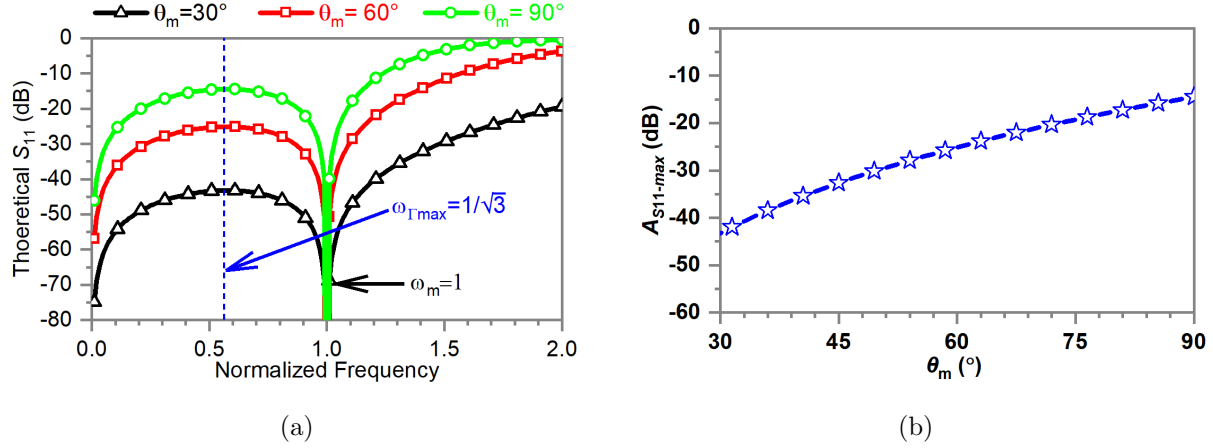 θm=30° θm= 60° θm= 90°
Thoeretical S11 (dB)
0
-10
-20
-30
-40
-50
-60
-70
-80
ωΓmax=1/√3
ωm=1
0.0 0.5 1.0 1.5 2.0
Normalized Frequency
(a)
AS11-max (dB)
0
-10
-20
-30
-40
-50
-60
30 45 60 75 90
θm (°)
(b)